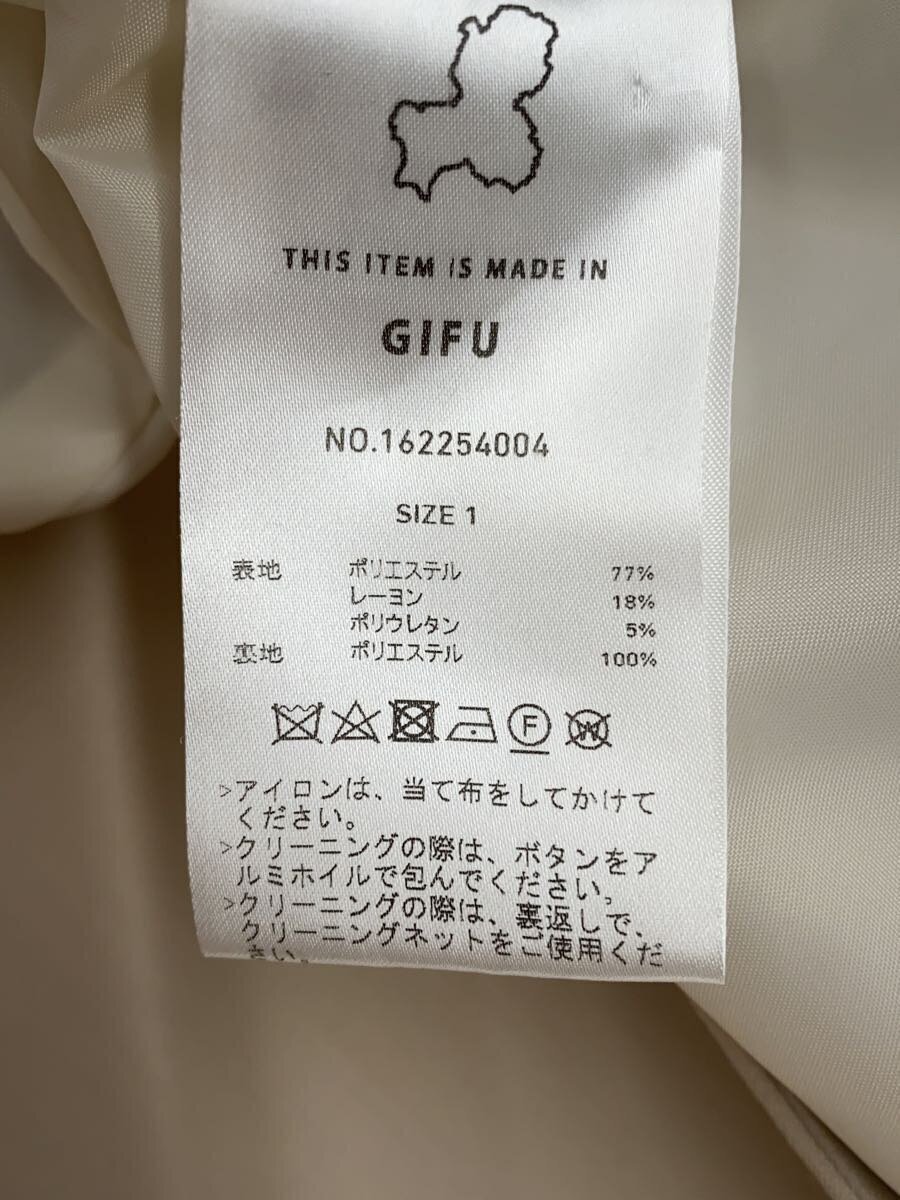 THIS ITEM IS MADE IN
GIFU
NO.162254004
SIZE 1
表地 ポリエステル 77%
レーヨン 18%
ポリウレタン 5%
裏地 ポリエステル 100%
F W
>アイロンは、当て布をしてかけて
ください。
>クリーニングの際は、ボタンをア
ルミホイルで包んでください。
>クリーニングの際は、裏返しで、
クリーニングネットをご使用くだ
さい。